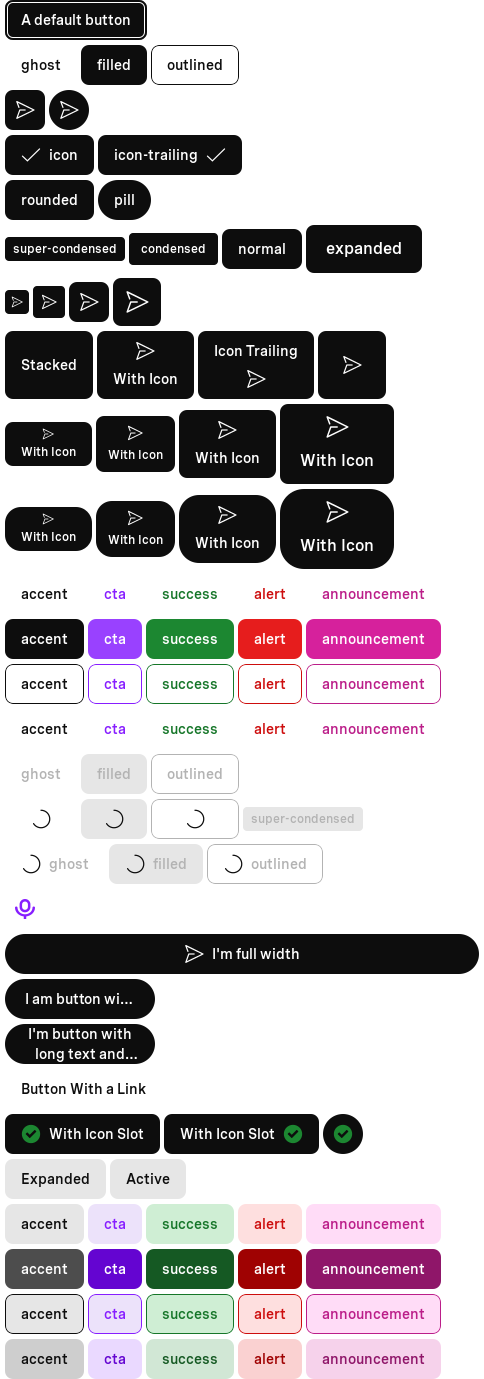 A default button
ghost filled outlined
icon icon-trailing
rounded pill
super-condensed condensed normal expanded
Stacked With Icon Icon Trailing
With Icon With Icon With Icon With Icon
With Icon With Icon With Icon With Icon
accent cta success alert announcement
accent cta success alert announcement
accent cta success alert announcement
accent cta success alert announcement
ghost filled outlined
super-condensed
ghost filled outlined
I'm full width
I am button wi...
I'm button with
long text and...
Button With a Link
With Icon Slot With Icon Slot
Expanded Active
accent cta success alert announcement
accent cta success alert announcement
accent cta success alert announcement
accent cta success alert announcement